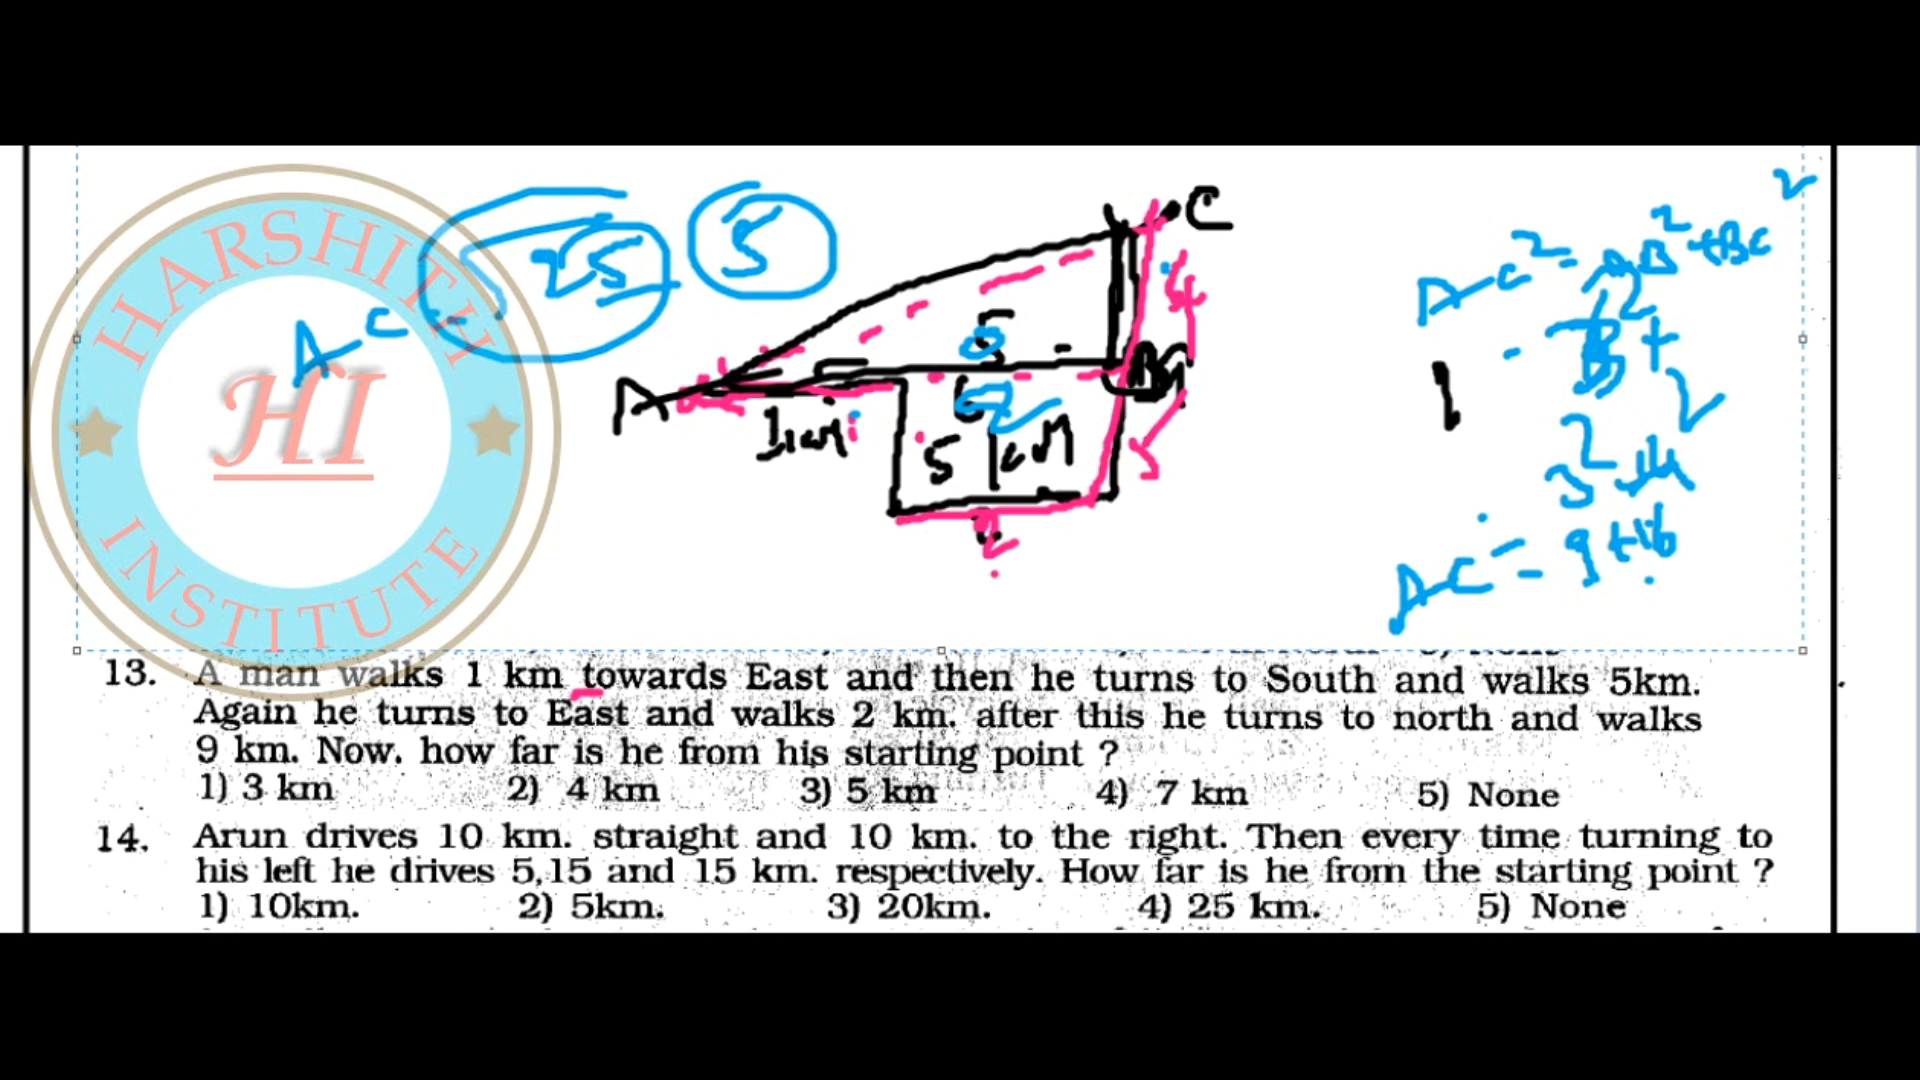 HARSHITH
HI
INSTITUTE
AC = √25 5
A
C
4
5
5
2
1 KM
5 KM
AC² = AB² + BC²
3² + 4²
AC = 9 + 16
13. A man walks 1 km towards East and then he turns to South and walks 5km.
Again he turns to East and walks 2 km. after this he turns to north and walks
9 km. Now. how far is he from his starting point ?
1) 3 km 2) 4 km 3) 5 km 4) 7 km 5) None
14. Arun drives 10 km. straight and 10 km. to the right. Then every time turning to
his left he drives 5,15 and 15 km. respectively. How far is he from the starting point ?
1) 10km. 2) 5km. 3) 20km. 4) 25 km. 5) None